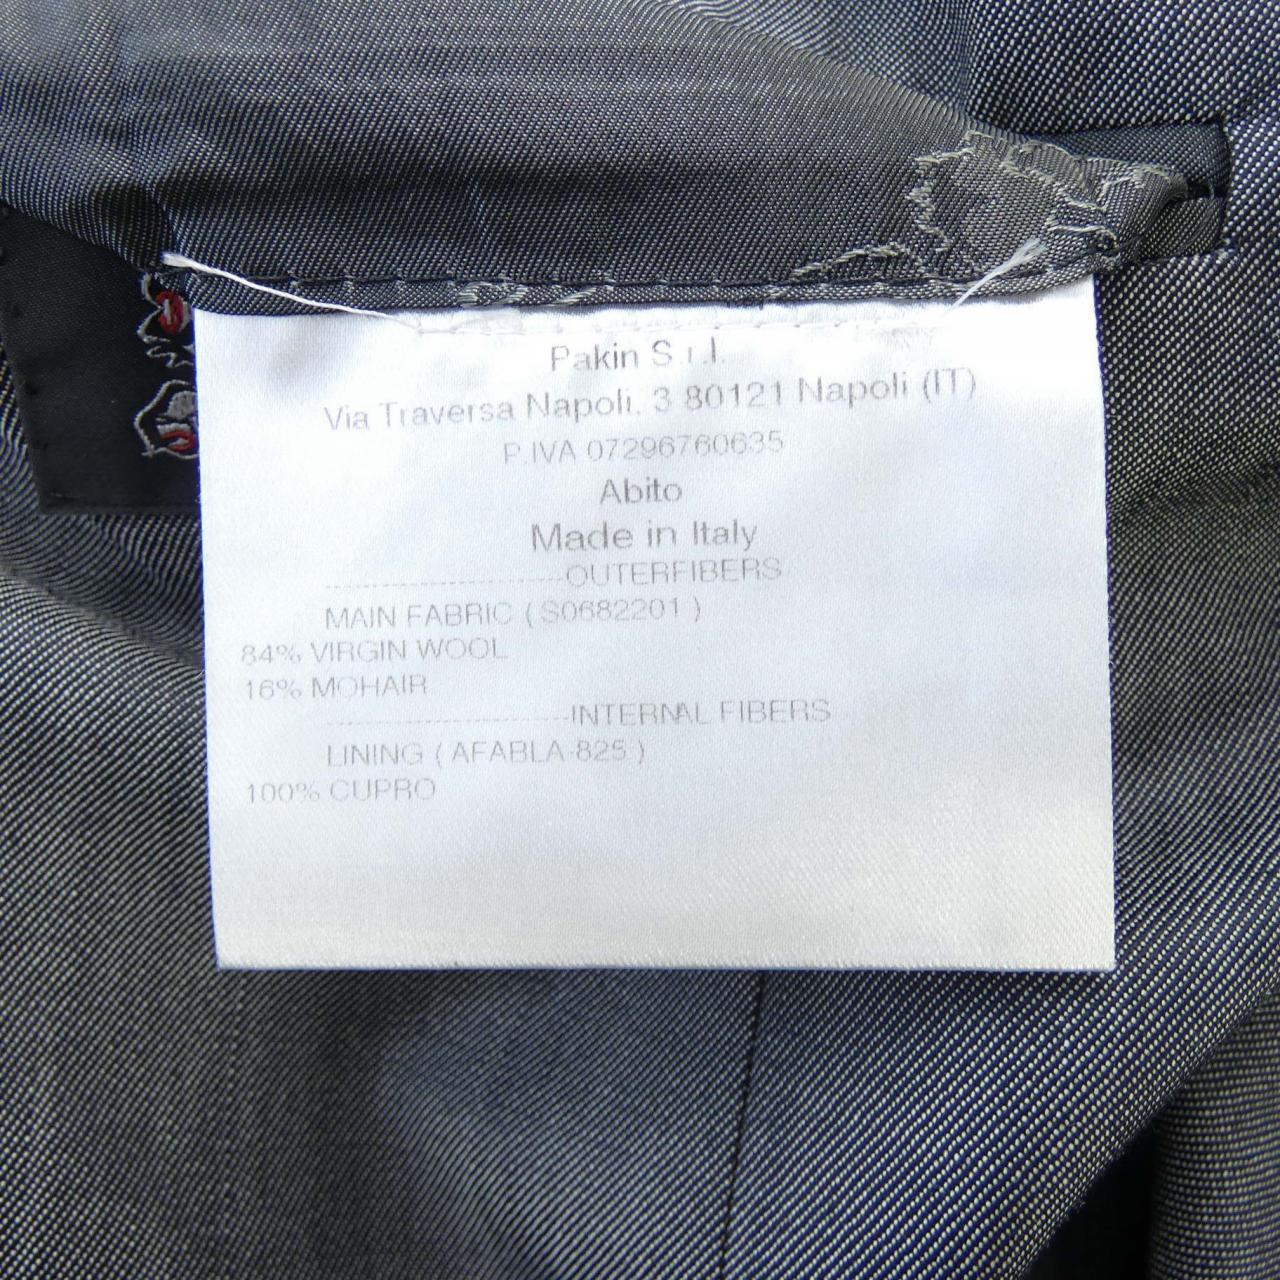 Pakin S.r.l.
Via Traversa Napoli, 3 80121 Napoli (IT)
P.IVA 07296760635
Abito
Made in Italy
------------------------OUTERFIBERS
MAIN FABRIC ( S0682201 )
84% VIRGIN WOOL
16% MOHAIR
------------------------INTERNAL FIBERS
LINING ( AFABLA-825 )
100% CUPRO